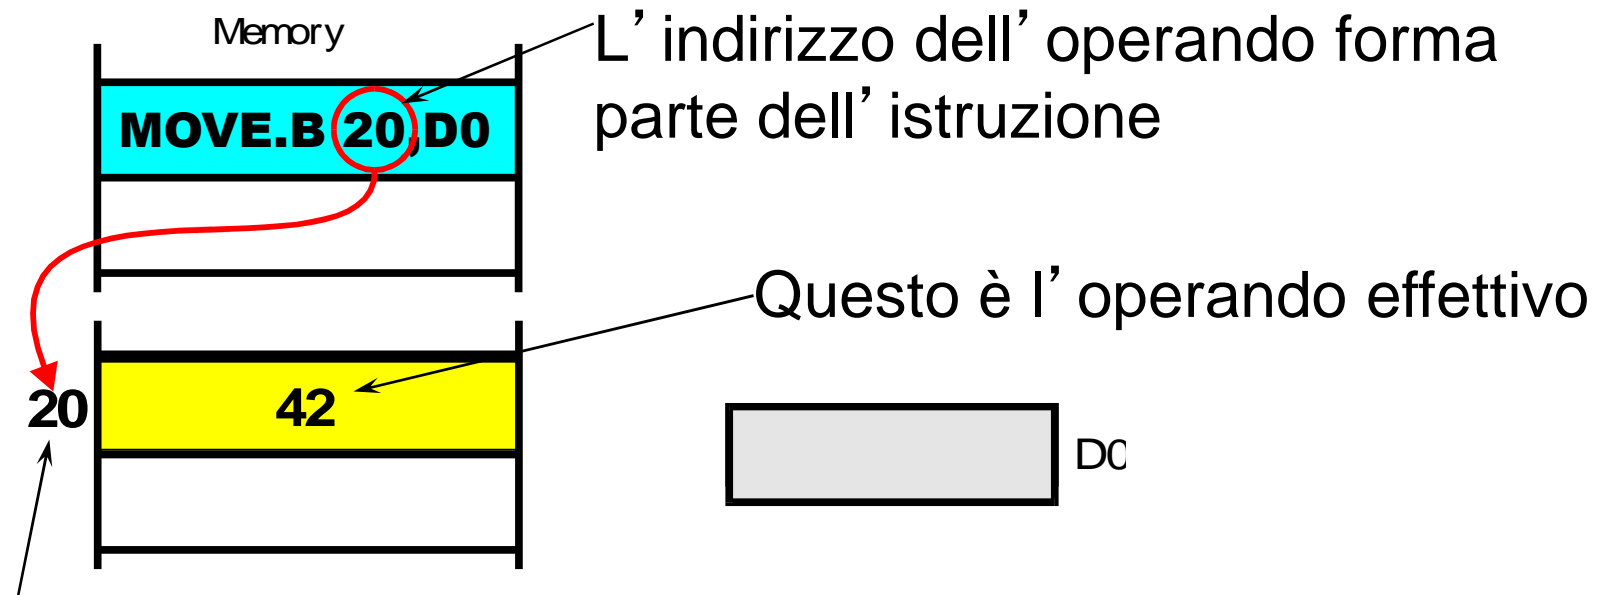 Memory
L’indirizzo dell’operando forma
parte dell’istruzione
MOVE.B 20,D0
Questo è l’operando effettivo
20
42
D0